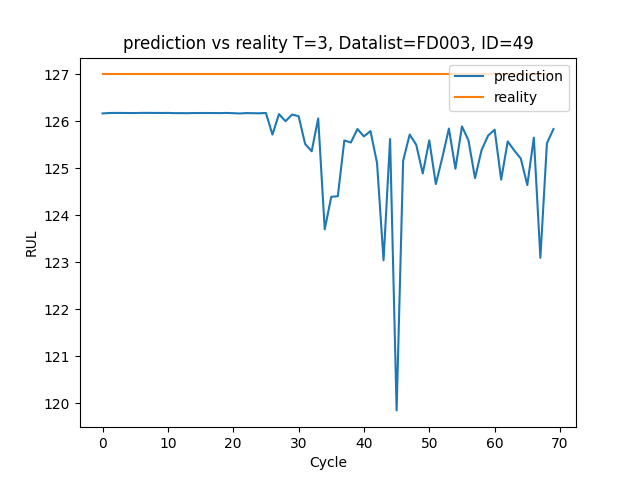 prediction vs reality T=3, Datalist=FD003, ID=49
127
126
125
124
123
122
121
120
RUL
prediction
reality
0 10 20 30 40 50 60 70
Cycle